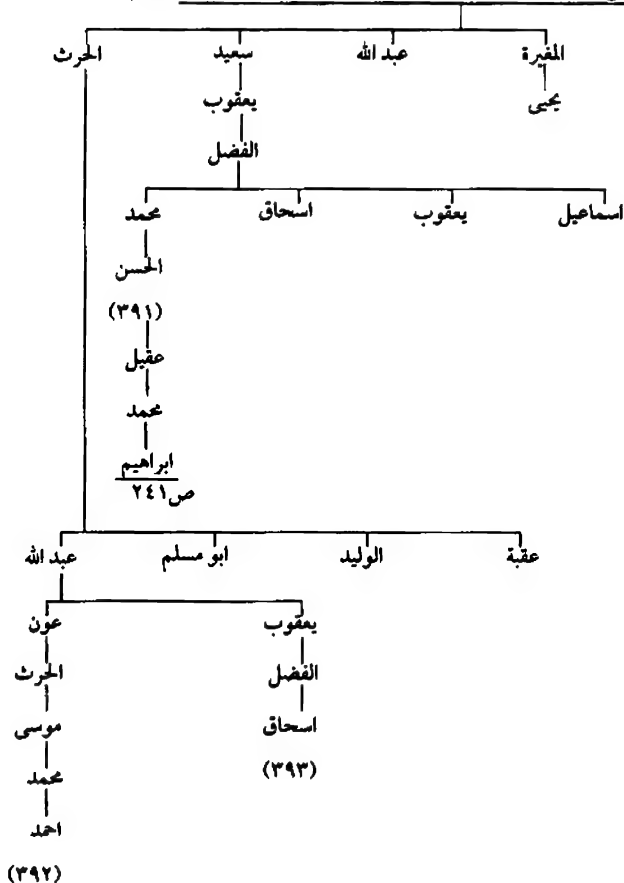 المغيرة عبد الله سعيد الحرث
يحيى يعقوب
الفضل
اسماعيل يعقوب اسحاق محمد
الحسن
(٣٩١)
عقيل
محمد
ابراهيم
ص ٢٤١
عقبة الوليد ابو مسلم عبد الله
يعقوب عون
الفضل الحرث
اسحاق موسى
(٣٩٣) محمد
احمد
(٣٩٢)